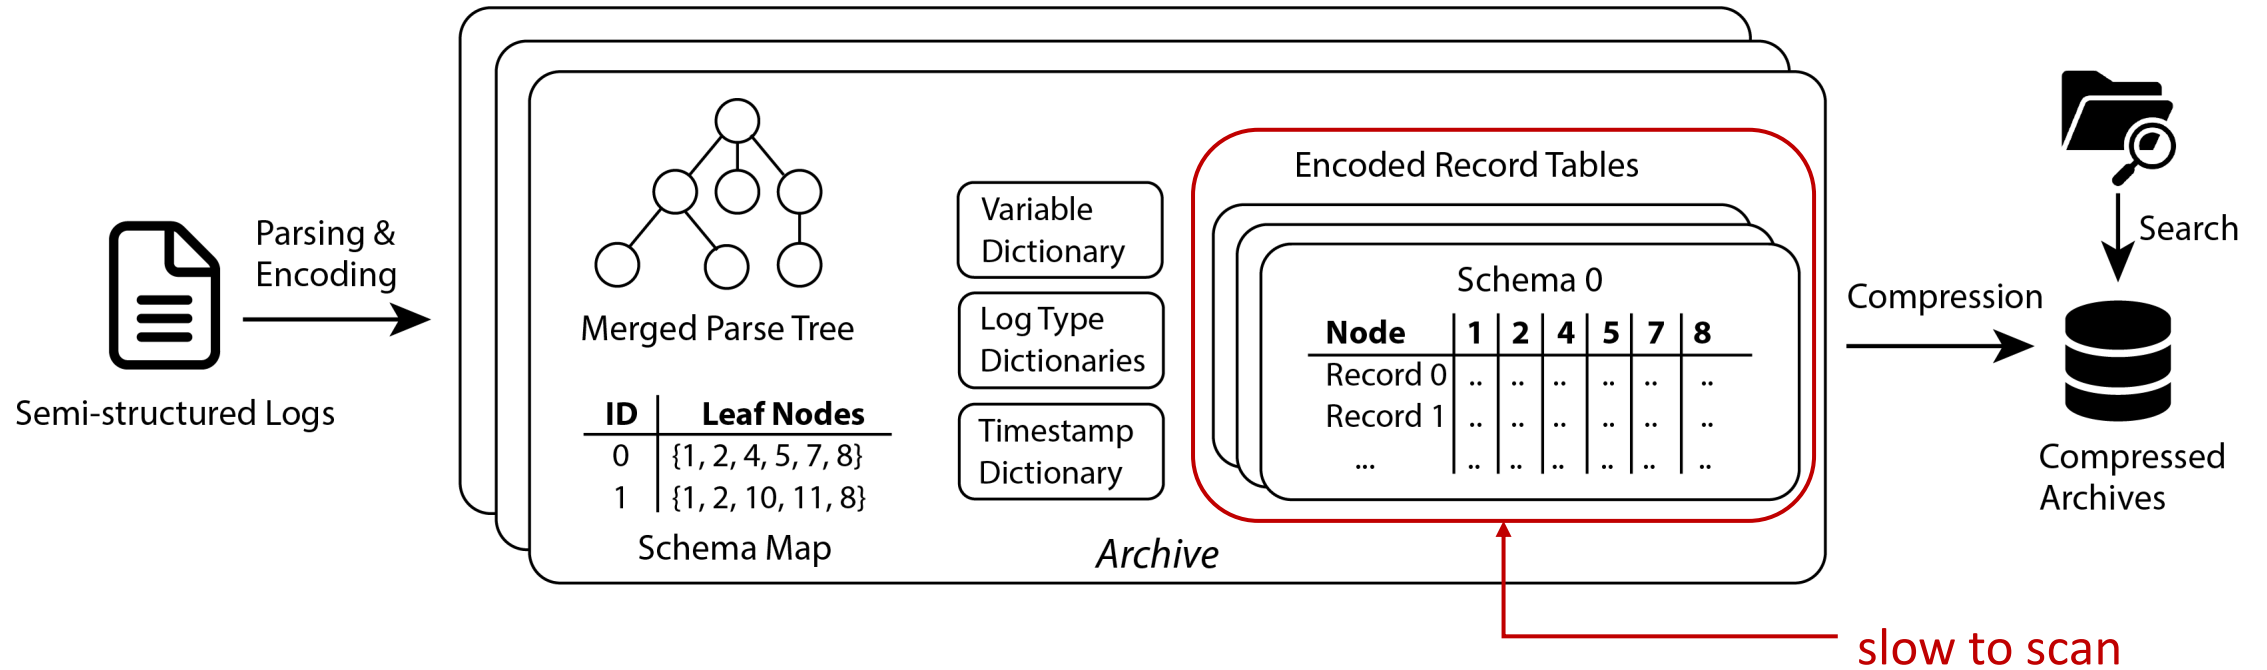 Semi-structured Logs
Parsing &
Encoding
Merged Parse Tree
ID Leaf Nodes
0 {1, 2, 4, 5, 7, 8}
1 {1, 2, 10, 11, 8}
Schema Map
Variable
Dictionary
Log Type
Dictionaries
Timestamp
Dictionary
Encoded Record Tables
Schema 0
Node 1 2 4 5 7 8
Record 0 .. .. .. .. .. ..
Record 1 .. .. .. .. .. ..
... .. .. .. .. .. ..
Archive
Compression
Search
Compressed
Archives
slow to scan